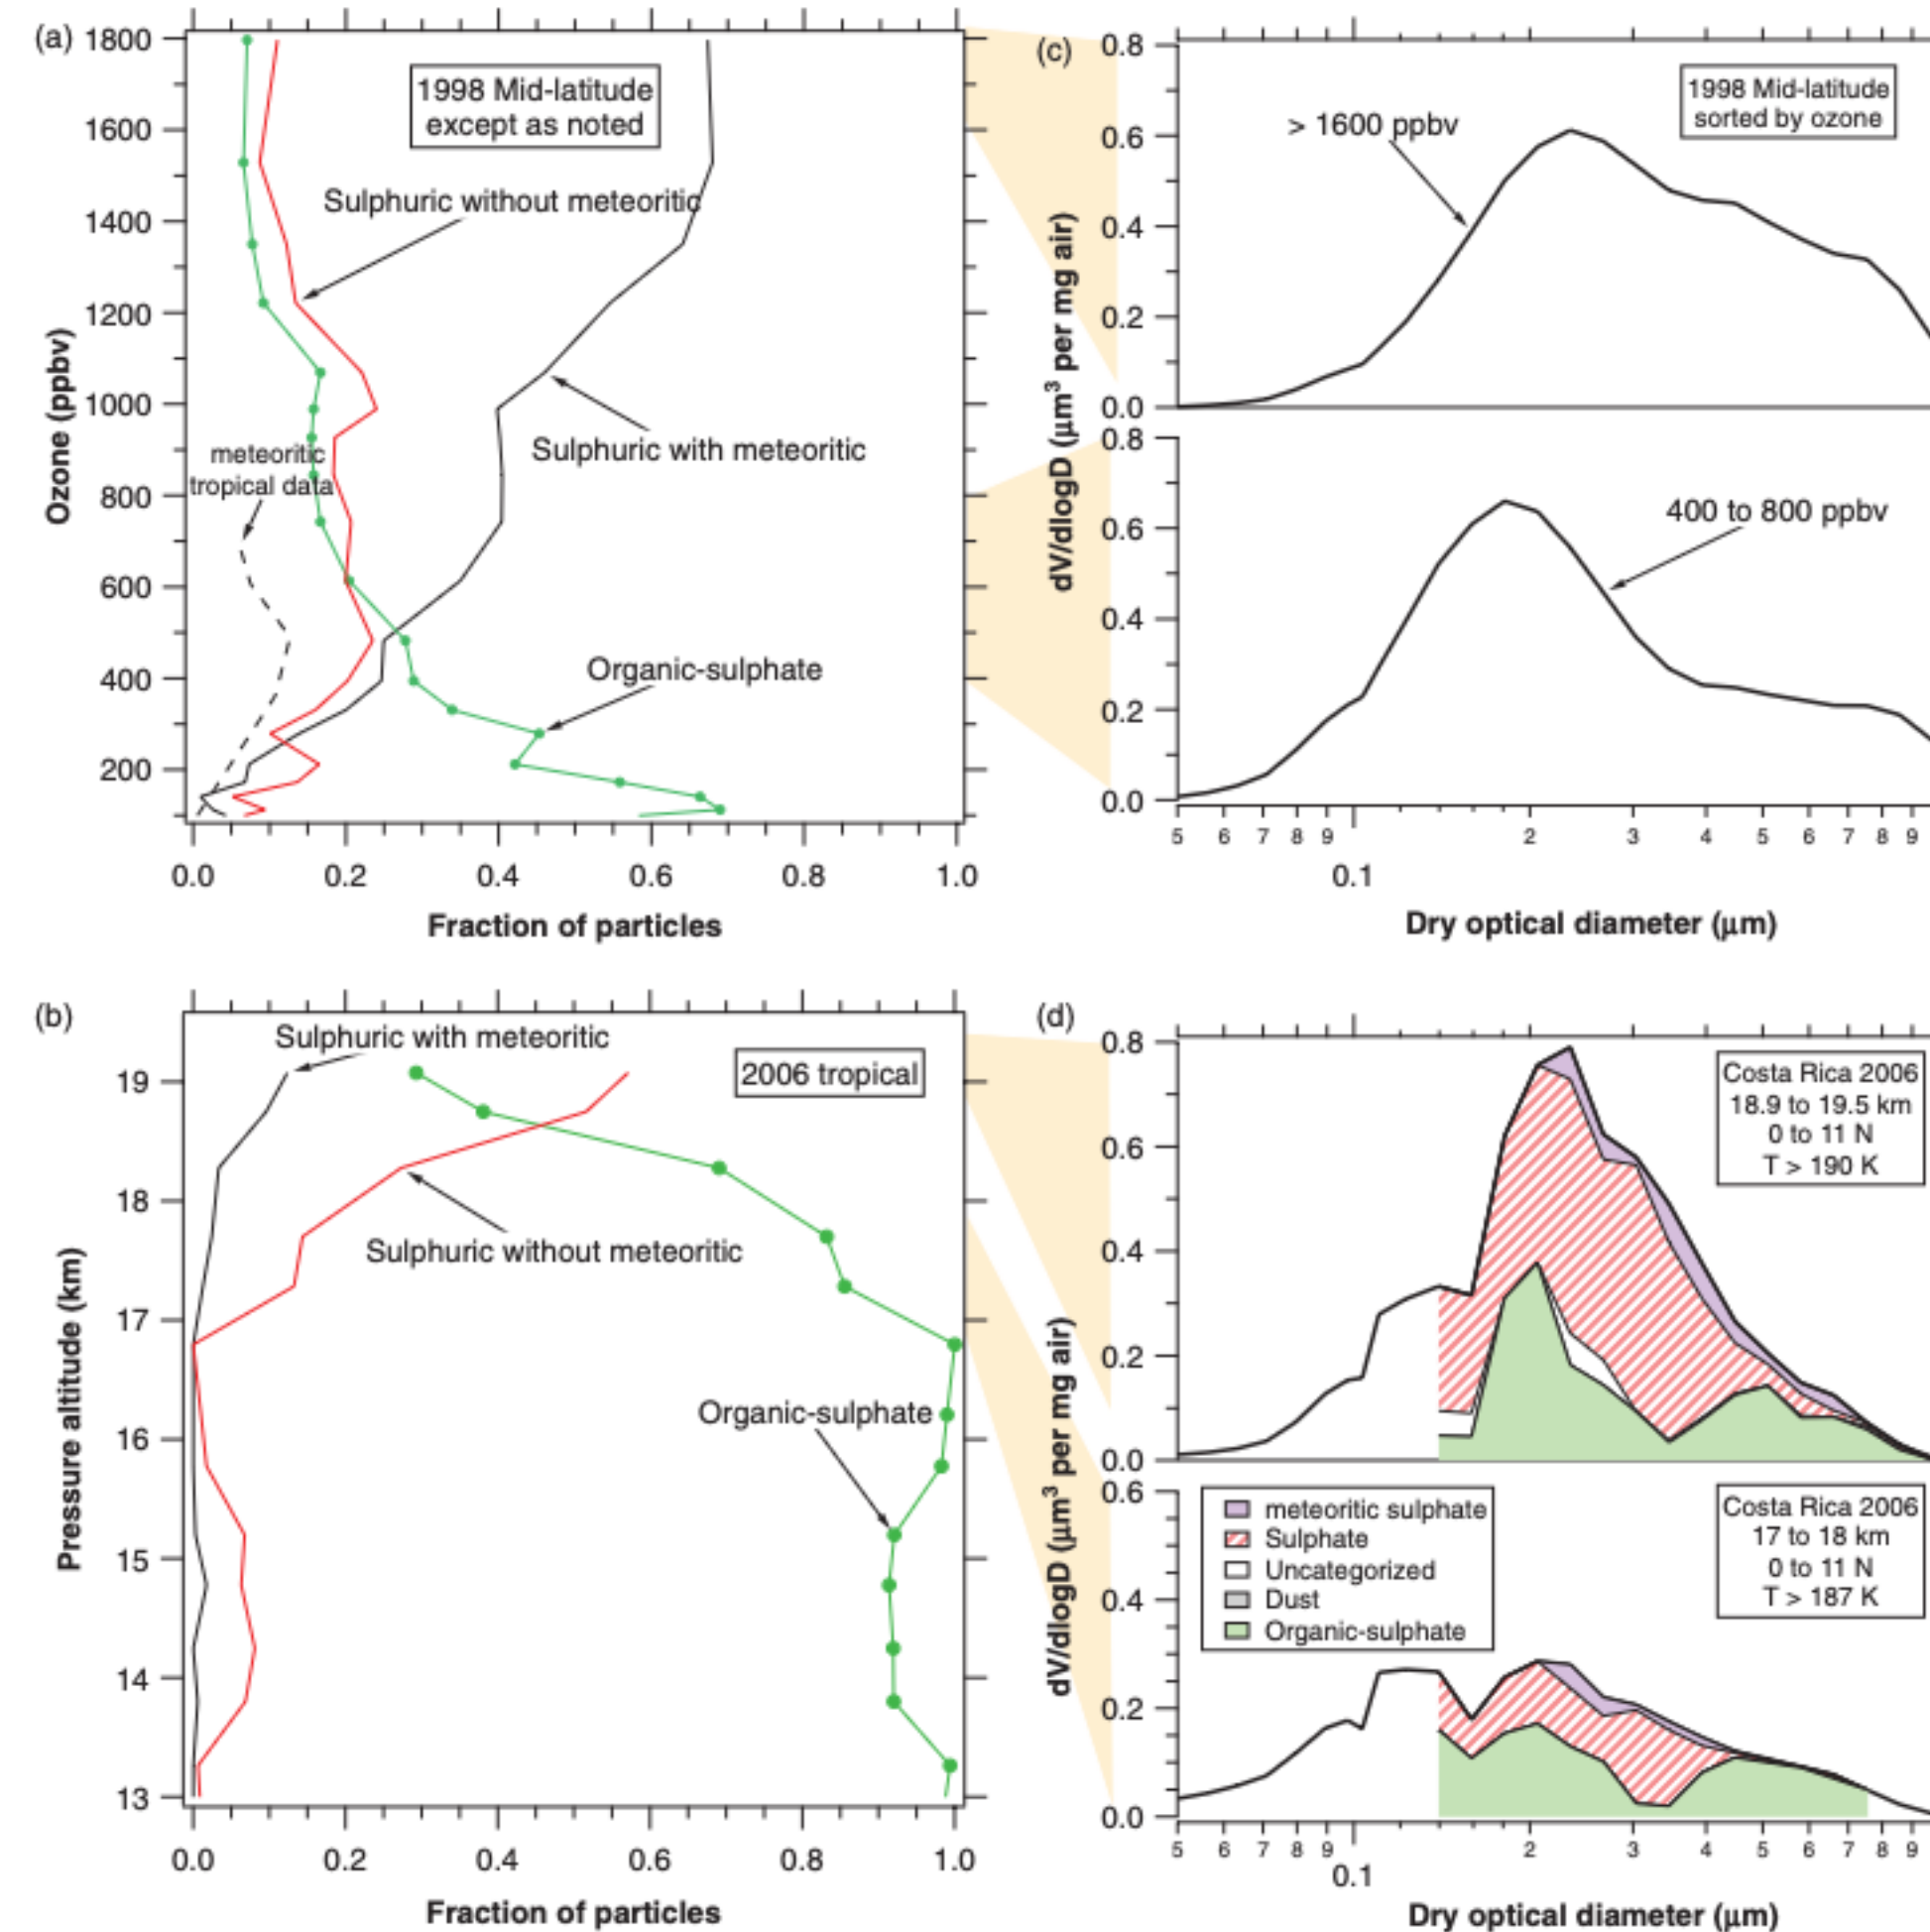 (a)
1800
1600
1400
1200
1000
800
600
400
200
Ozone (ppbv)
1998 Mid-latitude
except as noted
Sulphuric without meteoritic
Sulphuric with meteoritic
meteoritic
tropical data
Organic-sulphate
0.0 0.2 0.4 0.6 0.8 1.0
Fraction of particles
(c)
0.8
0.6
0.4
0.2
0.0
1998 Mid-latitude
sorted by ozone
> 1600 ppbv
dV/dlogD (μm³ per mg air)
0.8
0.6
0.4
0.2
0.0
400 to 800 ppbv
5 6 7 8 9 2 3 4 5 6 7 8 9
0.1
Dry optical diameter (μm)
(b)
19
18
17
16
15
14
13
Pressure altitude (km)
Sulphuric with meteoritic
2006 tropical
Sulphuric without meteoritic
Organic-sulphate
0.0 0.2 0.4 0.6 0.8 1.0
Fraction of particles
(d)
0.8
0.6
0.4
0.2
0.0
Costa Rica 2006
18.9 to 19.5 km
0 to 11 N
T > 190 K
dV/dlogD (μm³ per mg air)
0.6
0.4
0.2
0.0
meteoritic sulphate
Sulphate
Uncategorized
Dust
Organic-sulphate
Costa Rica 2006
17 to 18 km
0 to 11 N
T > 187 K
5 6 7 8 9 2 3 4 5 6 7 8 9
0.1
Dry optical diameter (μm)